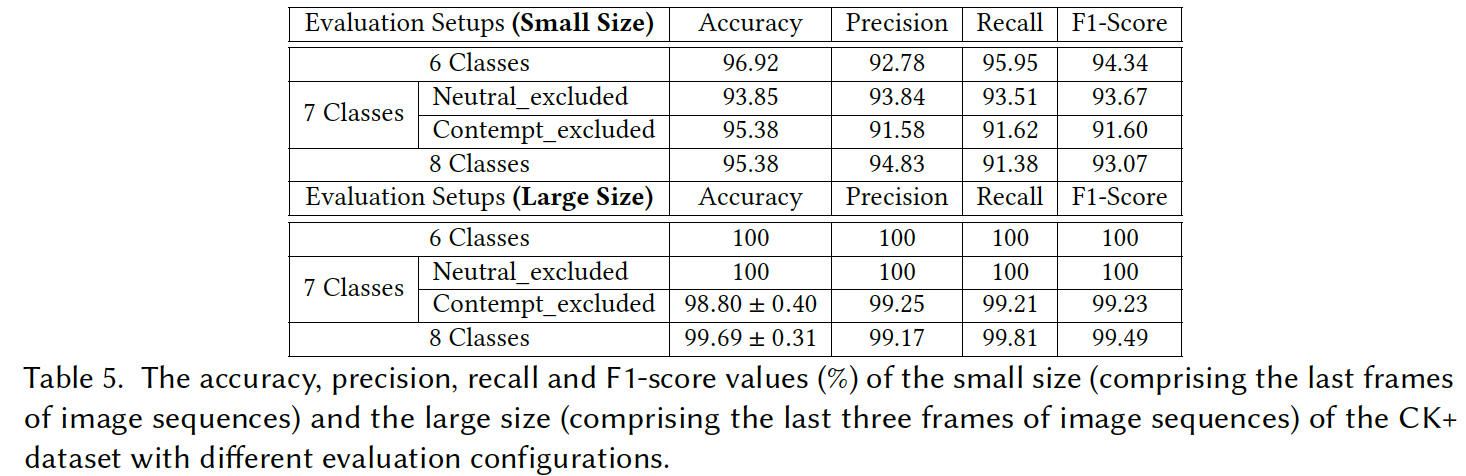 Evaluation Setups (Small Size) Accuracy Precision Recall F1-Score
6 Classes 96.92 92.78 95.95 94.34
7 Classes Neutral_excluded 93.85 93.84 93.51 93.67
Contempt_excluded 95.38 91.58 91.62 91.60
8 Classes 95.38 94.83 91.38 93.07
Evaluation Setups (Large Size) Accuracy Precision Recall F1-Score
6 Classes 100 100 100 100
7 Classes Neutral_excluded 100 100 100 100
Contempt_excluded 98.80 ± 0.40 99.25 99.21 99.23
8 Classes 99.69 ± 0.31 99.17 99.81 99.49
Table 5. The accuracy, precision, recall and F1-score values (%) of the small size (comprising the last frames
of image sequences) and the large size (comprising the last three frames of image sequences) of the CK+
dataset with different evaluation configurations.